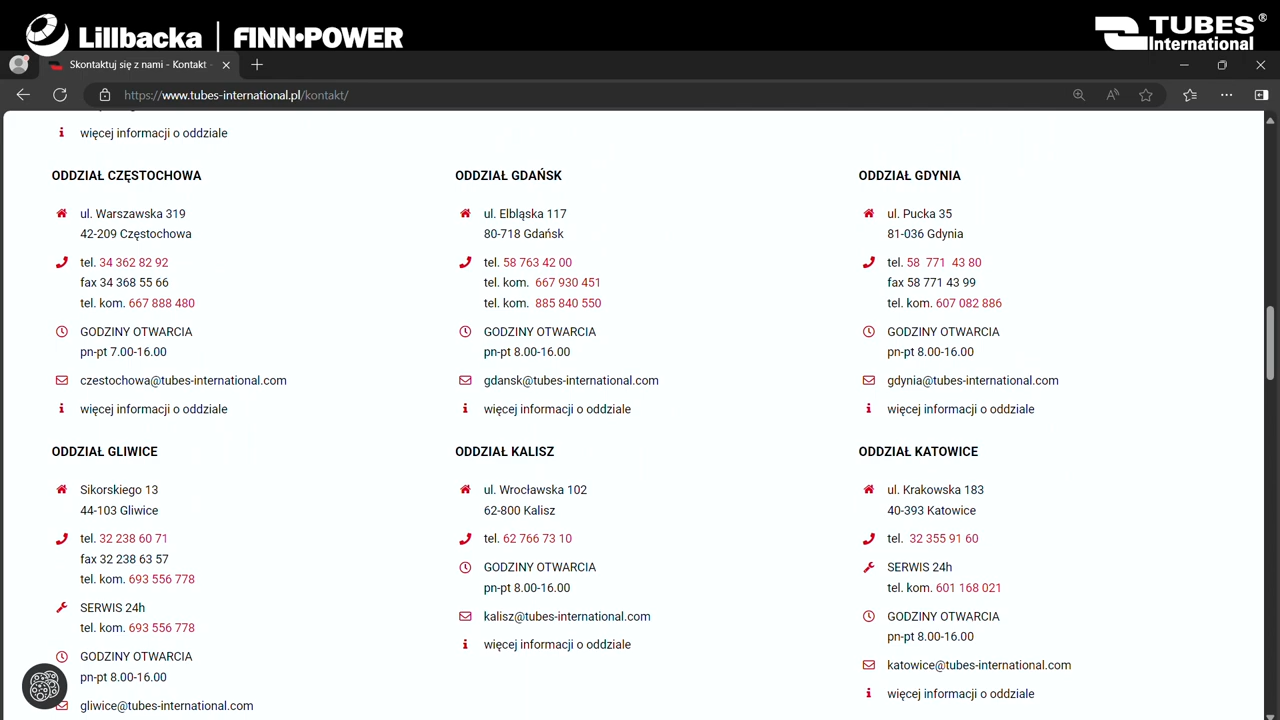 Lillbacka | FINN-POWER
TUBES®
International
Skontaktuj się z nami - Kontakt -
https://www.tubes-international.pl/kontakt/
więcej informacji o oddziale
ODDZIAŁ CZĘSTOCHOWA
ul. Warszawska 319
42-209 Częstochowa
tel. 34 362 82 92
fax 34 368 55 66
tel. kom. 667 888 480
GODZINY OTWARCIA
pn-pt 7.00-16.00
czestochowa@tubes-international.com
więcej informacji o oddziale
ODDZIAŁ GDAŃSK
ul. Elbląska 117
80-718 Gdańsk
tel. 58 763 42 00
tel. kom. 667 930 451
tel. kom. 885 840 550
GODZINY OTWARCIA
pn-pt 8.00-16.00
gdansk@tubes-international.com
więcej informacji o oddziale
ODDZIAŁ GDYNIA
ul. Pucka 35
81-036 Gdynia
tel. 58 771 43 80
fax 58 771 43 99
tel. kom. 607 082 886
GODZINY OTWARCIA
pn-pt 8.00-16.00
gdynia@tubes-international.com
więcej informacji o oddziale
ODDZIAŁ GLIWICE
Sikorskiego 13
44-103 Gliwice
tel. 32 238 60 71
fax 32 238 63 57
tel. kom. 693 556 778
SERWIS 24h
tel. kom. 693 556 778
GODZINY OTWARCIA
pn-pt 8.00-16.00
gliwice@tubes-international.com
ODDZIAŁ KALISZ
ul. Wrocławska 102
62-800 Kalisz
tel. 62 766 73 10
GODZINY OTWARCIA
pn-pt 8.00-16.00
kalisz@tubes-international.com
więcej informacji o oddziale
ODDZIAŁ KATOWICE
ul. Krakowska 183
40-393 Katowice
tel. 32 355 91 60
SERWIS 24h
tel. kom. 601 168 021
GODZINY OTWARCIA
pn-pt 8.00-16.00
katowice@tubes-international.com
więcej informacji o oddziale